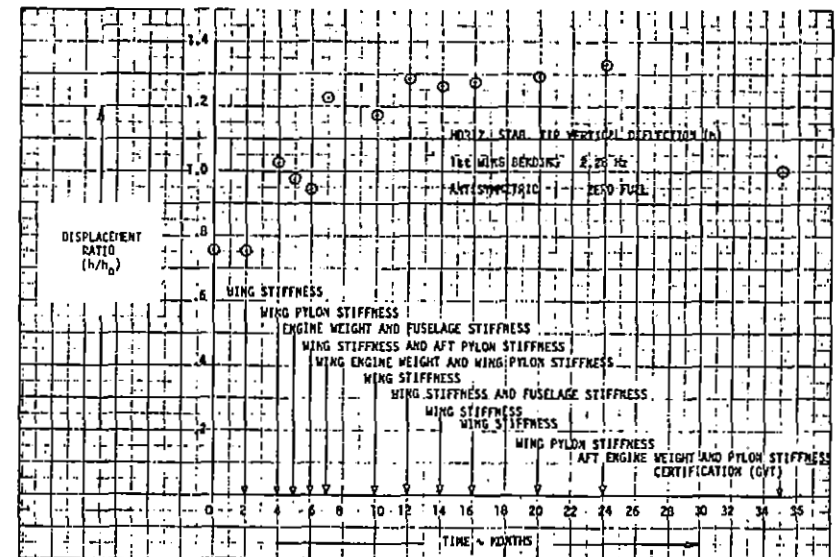 1.4
1.2
1.0
.8
.6
.4
.2
HORIZ. STAB. TIP VERTICAL DEFLECTION (h)
1st WING BENDING 2.26 Hz
ANTISYMMETRIC ZERO FUEL
DISPLACEMENT
RATIO
WING STIFFNESS
WING PYLON STIFFNESS
ENGINE WEIGHT AND FUSELAGE STIFFNESS
WING STIFFNESS AND AFT PYLON STIFFNESS
WING ENGINE WEIGHT AND WING PYLON STIFFNESS
WING STIFFNESS
WING STIFFNESS AND FUSELAGE STIFFNESS
WING STIFFNESS
WING STIFFNESS
WING PYLON STIFFNESS
AFT ENGINE WEIGHT AND PYLON STIFFNESS
CERTIFICATION (GVT)
0 2 4 6 8 10 12 14 16 18 20 22 24 26 28 30 32 35
TIME ~ MONTHS